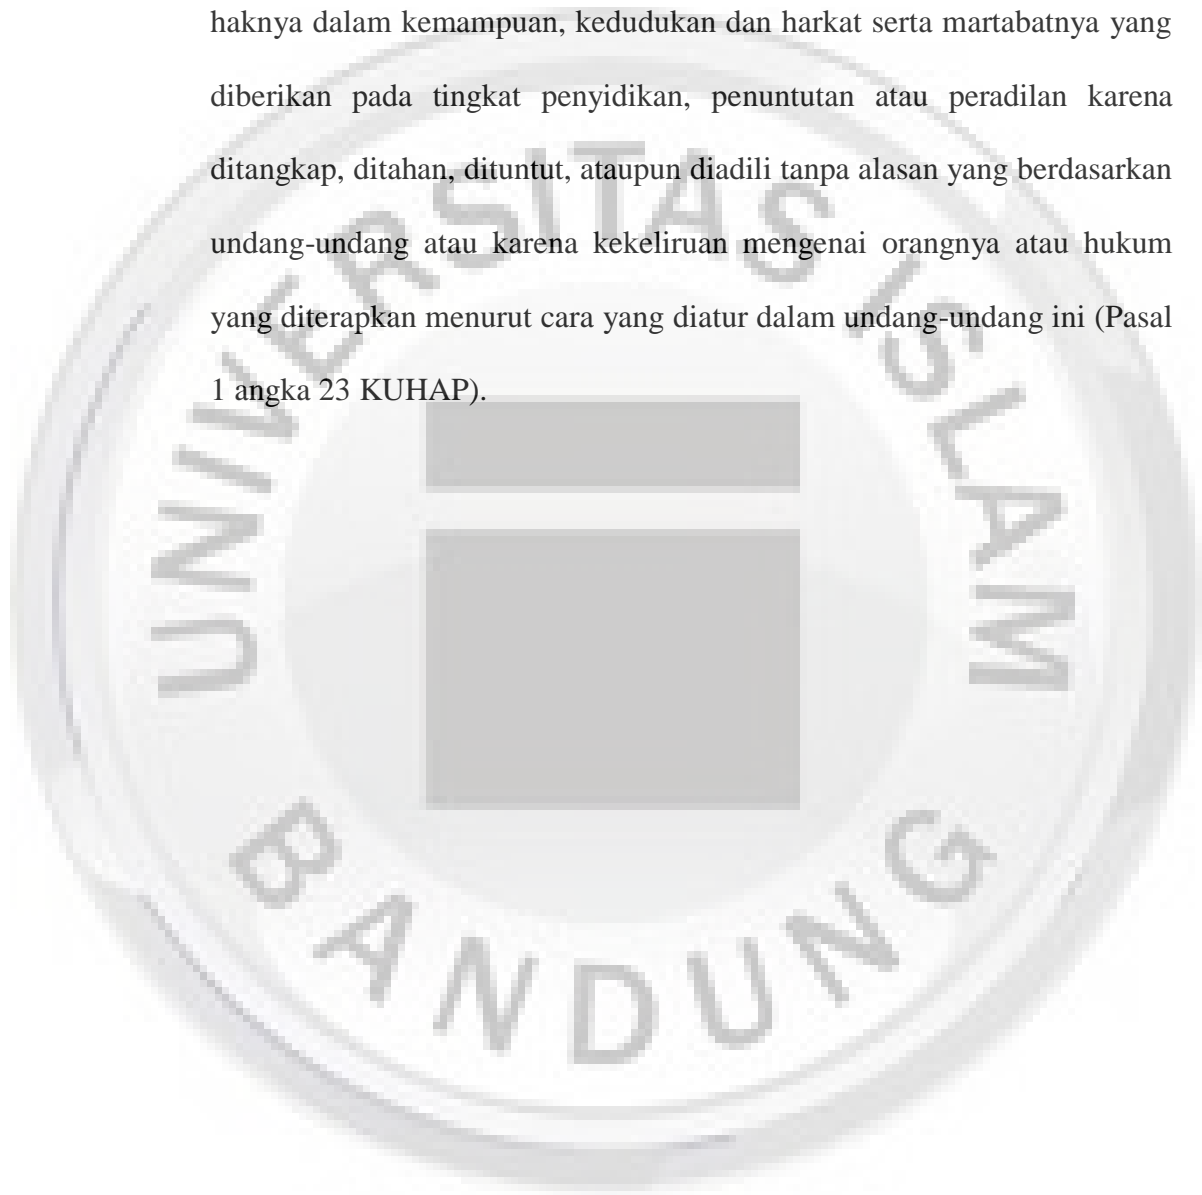 haknya dalam kemampuan, kedudukan dan harkat serta martabatnya yang
diberikan pada tingkat penyidikan, penuntutan atau peradilan karena
ditangkap, ditahan, dituntut, ataupun diadili tanpa alasan yang berdasarkan
undang-undang atau karena kekeliruan mengenai orangnya atau hukum
yang diterapkan menurut cara yang diatur dalam undang-undang ini (Pasal
1 angka 23 KUHAP).
UNIVERSITAS ISLAM
BANDUNG